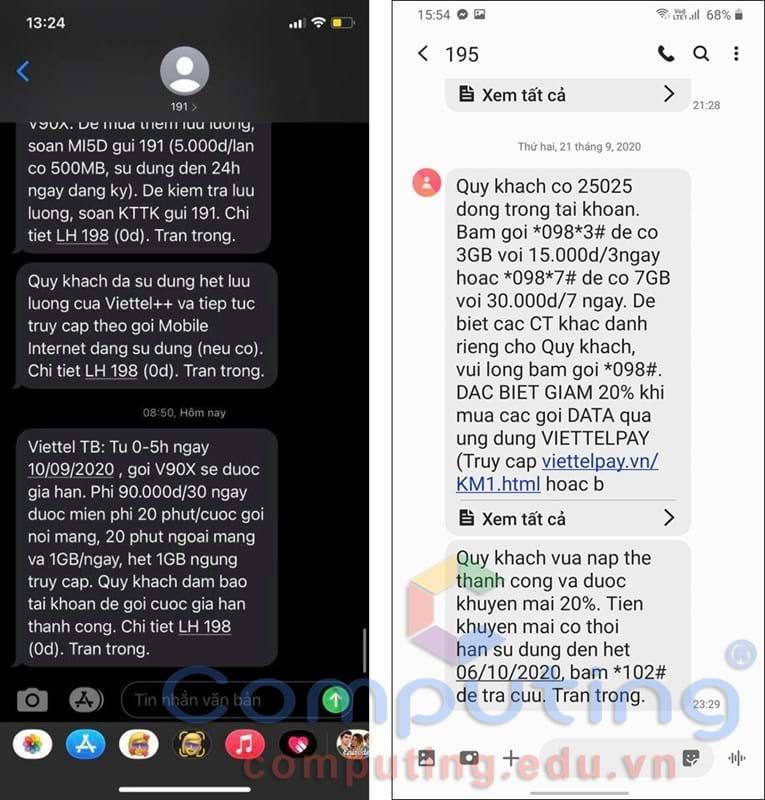 13:24
191 >
V90X. De mua them luu luong,
soan MI5D gui 191 (5.000d/lan
co 500MB, su dung den 24h
ngay dang ky). De kiem tra luu
luong, soan KTTK gui 191. Chi
tiet LH 198 (0d). Tran trong.
Quy khach da su dung het luu
luong cua Viettel++ va tiep tuc
truy cap theo goi Mobile
Internet dang su dung (neu co).
Chi tiet LH 198 (0d). Tran trong.
08:50, Hôm nay
Viettel TB: Tu 0-5h ngay
10/09/2020 , goi V90X se duoc
gia han. Phi 90.000d/30 ngay
duoc mien phi 20 phut/cuoc goi
noi mang, 20 phut ngoai mang
va 1GB/ngay, het 1GB ngung
truy cap. Quy khach dam bao
tai khoan de goi cuoc gia han
thanh cong. Chi tiet LH 198
(0d). Tran trong.
Tin nhắn văn bản
Episode
15:54
VoD LTE1 68%
195
Xem tất cả
21:28
Thứ hai, 21 tháng 9, 2020
Quy khach co 25025
dong trong tai khoan.
Bam goi *098*3# de co
3GB voi 15.000d/3ngay
hoac *098*7# de co 7GB
voi 30.000d/7 ngay. De
biet cac CT khac danh
rieng cho Quy khach,
vui long bam goi *098#.
DAC BIET GIAM 20% khi
mua cac goi DATA qua
ung dung VIETTELPAY
(Truy cap viettelpay.vn/
KM1.html hoac b
Xem tất cả
Quy khach vua nap the
thanh cong va duoc
khuyen mai 20%. Tien
khuyen mai co thoi
han su dung den het
06/10/2020, bam *102#
de tra cuu. Tran trong.
23:29
Computing ®
computing.edu.vn